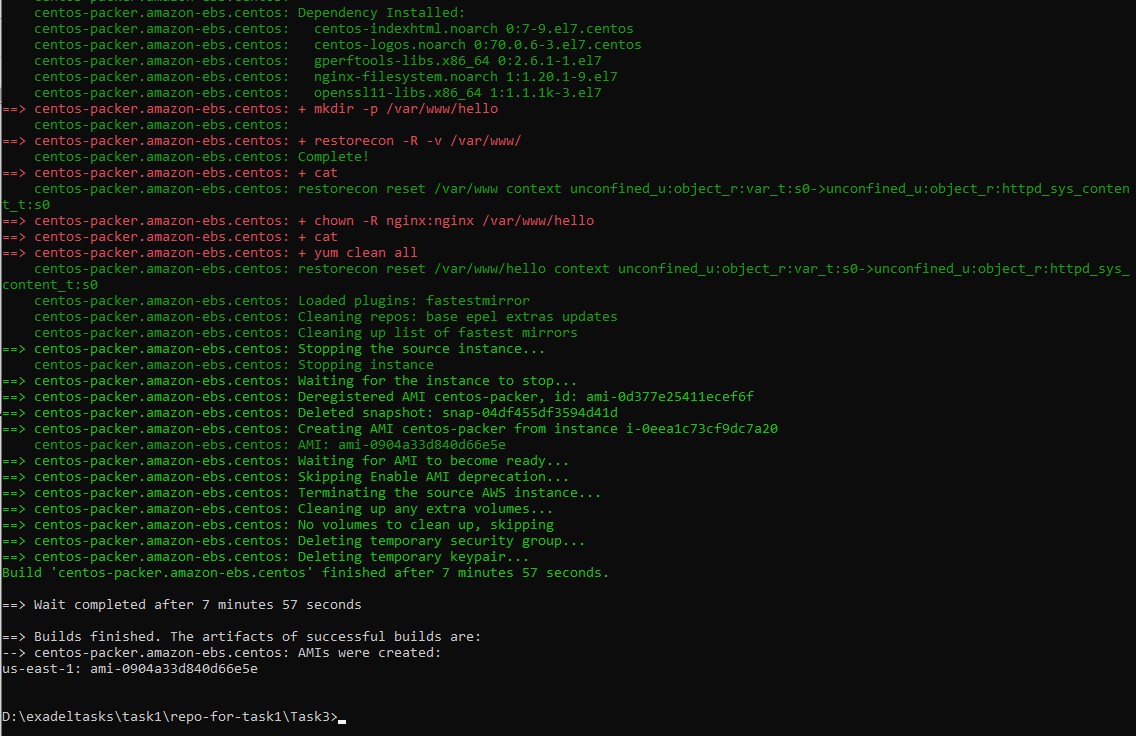 centos-packer.amazon-ebs.centos: Dependency Installed:
centos-packer.amazon-ebs.centos:   centos-indexhtml.noarch 0:7-9.el7.centos
centos-packer.amazon-ebs.centos:   centos-logos.noarch 0:70.0.6-3.el7.centos
centos-packer.amazon-ebs.centos:   gperftools-libs.x86_64 0:2.6.1-1.el7
centos-packer.amazon-ebs.centos:   nginx-filesystem.noarch 1:1.20.1-9.el7
centos-packer.amazon-ebs.centos:   openssl11-libs.x86_64 1:1.1.1k-3.el7
==> centos-packer.amazon-ebs.centos: + mkdir -p /var/www/hello
centos-packer.amazon-ebs.centos:
==> centos-packer.amazon-ebs.centos: + restorecon -R -v /var/www/
centos-packer.amazon-ebs.centos: Complete!
==> centos-packer.amazon-ebs.centos: + cat
centos-packer.amazon-ebs.centos: restorecon reset /var/www context unconfined_u:object_r:var_t:s0->unconfined_u:object_r:httpd_sys_conten
t_t:s0
==> centos-packer.amazon-ebs.centos: + chown -R nginx:nginx /var/www/hello
==> centos-packer.amazon-ebs.centos: + cat
==> centos-packer.amazon-ebs.centos: + yum clean all
centos-packer.amazon-ebs.centos: restorecon reset /var/www/hello context unconfined_u:object_r:var_t:s0->unconfined_u:object_r:httpd_sys_
content_t:s0
centos-packer.amazon-ebs.centos: Loaded plugins: fastestmirror
centos-packer.amazon-ebs.centos: Cleaning repos: base epel extras updates
centos-packer.amazon-ebs.centos: Cleaning up list of fastest mirrors
==> centos-packer.amazon-ebs.centos: Stopping the source instance...
centos-packer.amazon-ebs.centos: Stopping instance
==> centos-packer.amazon-ebs.centos: Waiting for the instance to stop...
==> centos-packer.amazon-ebs.centos: Deregistered AMI centos-packer, id: ami-0d377e25411ecef6f
==> centos-packer.amazon-ebs.centos: Deleted snapshot: snap-04df455df3594d41d
==> centos-packer.amazon-ebs.centos: Creating AMI centos-packer from instance i-0eea1c73cf9dc7a20
centos-packer.amazon-ebs.centos: AMI: ami-0904a33d840d66e5e
==> centos-packer.amazon-ebs.centos: Waiting for AMI to become ready...
==> centos-packer.amazon-ebs.centos: Skipping Enable AMI deprecation...
==> centos-packer.amazon-ebs.centos: Terminating the source AWS instance...
==> centos-packer.amazon-ebs.centos: Cleaning up any extra volumes...
==> centos-packer.amazon-ebs.centos: No volumes to clean up, skipping
==> centos-packer.amazon-ebs.centos: Deleting temporary security group...
==> centos-packer.amazon-ebs.centos: Deleting temporary keypair...
Build 'centos-packer.amazon-ebs.centos' finished after 7 minutes 57 seconds.
==> Wait completed after 7 minutes 57 seconds
==> Builds finished. The artifacts of successful builds are:
--> centos-packer.amazon-ebs.centos: AMIs were created:
us-east-1: ami-0904a33d840d66e5e
D:\exadeltasks\task1\repo-for-task1\Task3>